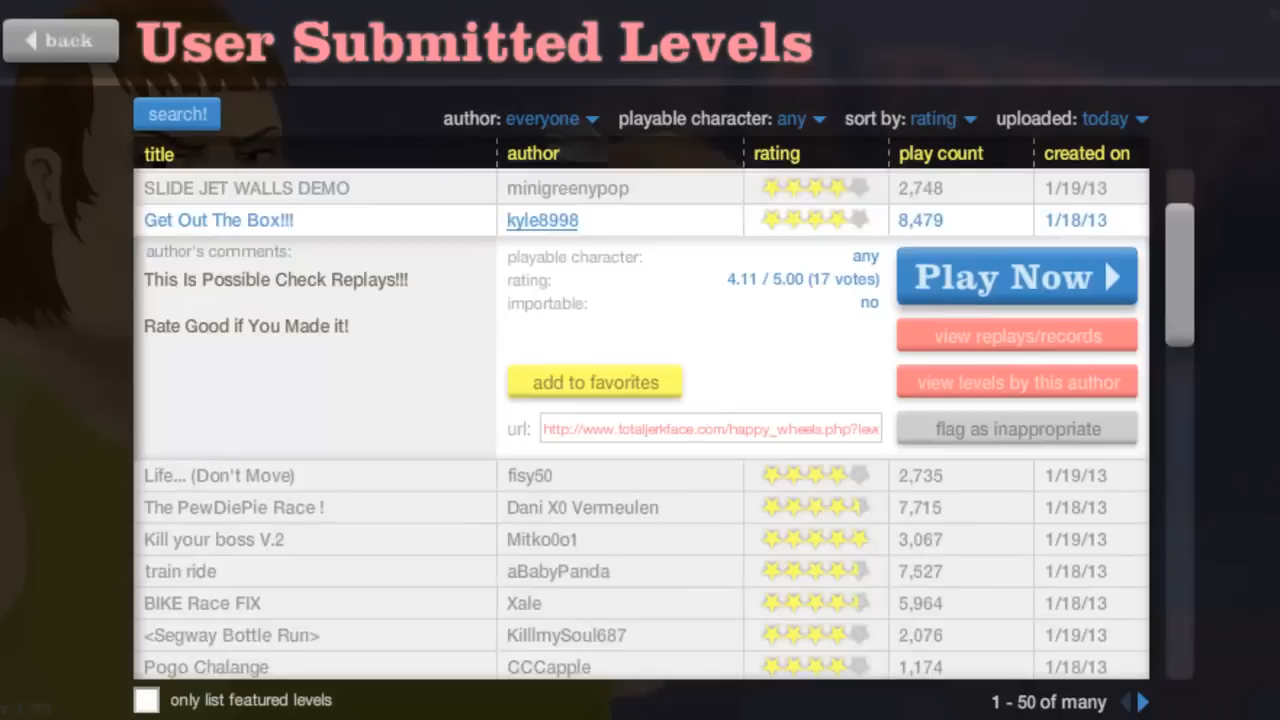 back
User Submitted Levels
search!
author: everyone playable character: any sort by: rating uploaded: today
title author rating play count created on
SLIDE JET WALLS DEMO minigreenypop 2,748 1/19/13
Get Out The Box!!! kyle8998 8,479 1/18/13
author's comments:
This Is Possible Check Replays!!!
Rate Good if You Made it!
playable character: any
rating: 4.11 / 5.00 (17 votes)
importable: no
add to favorites
url: http://www.totaljerkface.com/happy_wheels.php?lev
Play Now
view replays/records
view levels by this author
flag as inappropriate
Life... (Don't Move) fisy50 2,735 1/19/13
The PewDiePie Race ! Dani X0 Vermeulen 7,715 1/18/13
Kill your boss V.2 Mitko0o1 3,067 1/19/13
train ride aBabyPanda 7,527 1/18/13
BIKE Race FIX Xale 5,964 1/18/13
<Segway Bottle Run> KilllmySoul687 2,076 1/19/13
Pogo Chalange CCCapple 1,174 1/18/13
only list featured levels
1 - 50 of many